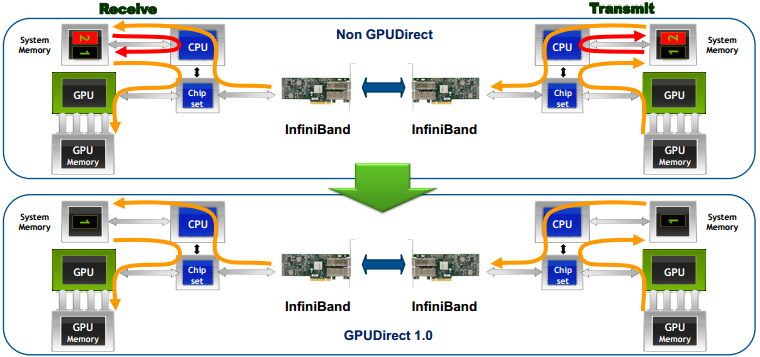 Receive
Transmit
Non GPUDirect
System
Memory
2
1
CPU
GPU
Chip
set
GPU
Memory
InfiniBand
InfiniBand
CPU
2
1
System
Memory
Chip
set
GPU
GPU
Memory
System
Memory
1
CPU
GPU
Chip
set
GPU
Memory
InfiniBand
InfiniBand
CPU
1
System
Memory
Chip
set
GPU
GPU
Memory
GPUDirect 1.0